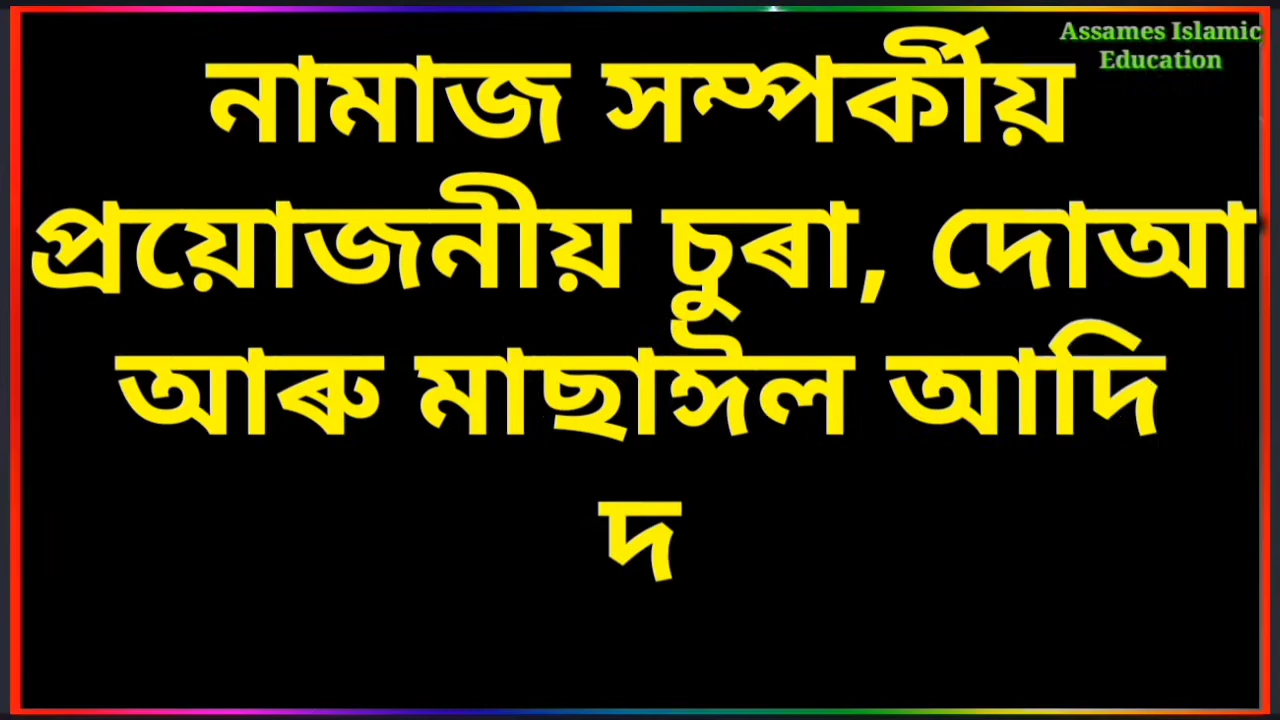 Assames Islamic
Education
নামাজ সম্পৰ্কীয়
প্ৰয়োজনীয় চুৰা, দোআ
আৰু মাছাঈল আদি
দ